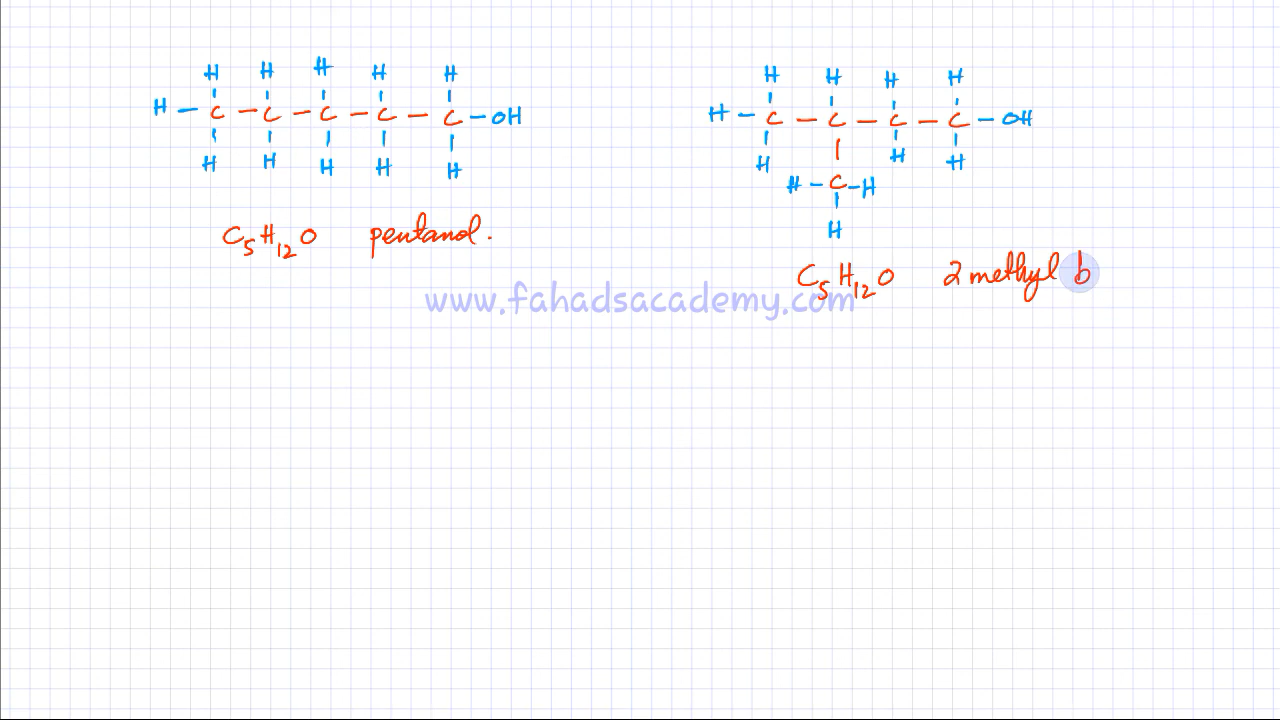 H H H H H
H - C - C - C - C - C - OH
H H H H H
C5H12O pentanol.
H H H H
H - C - C - C - C - OH
H H H
H - C - H
H
C5H12O 2 methyl b
www.fahadsacademy.com